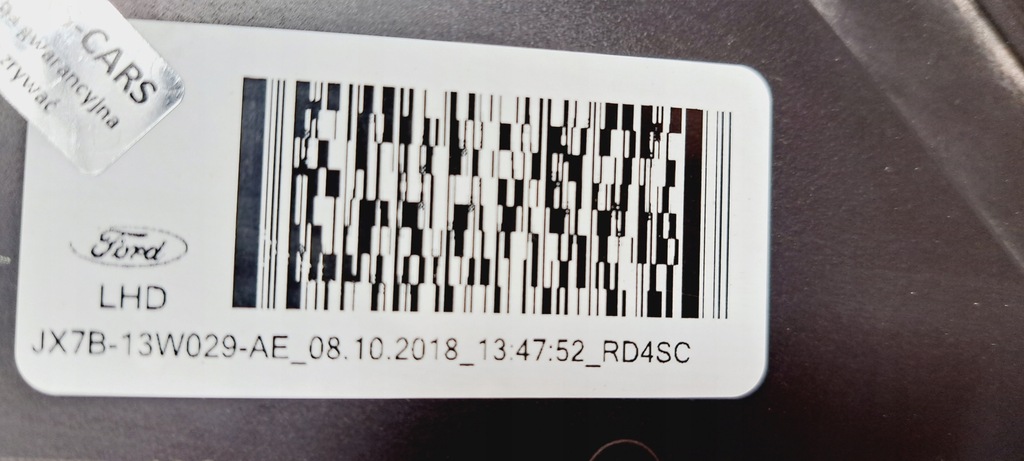 -CARS
gwarancyjna
zrywać
Ford
LHD
JX7B-13W029-AE_08.10.2018_13:47:52_RD4SC